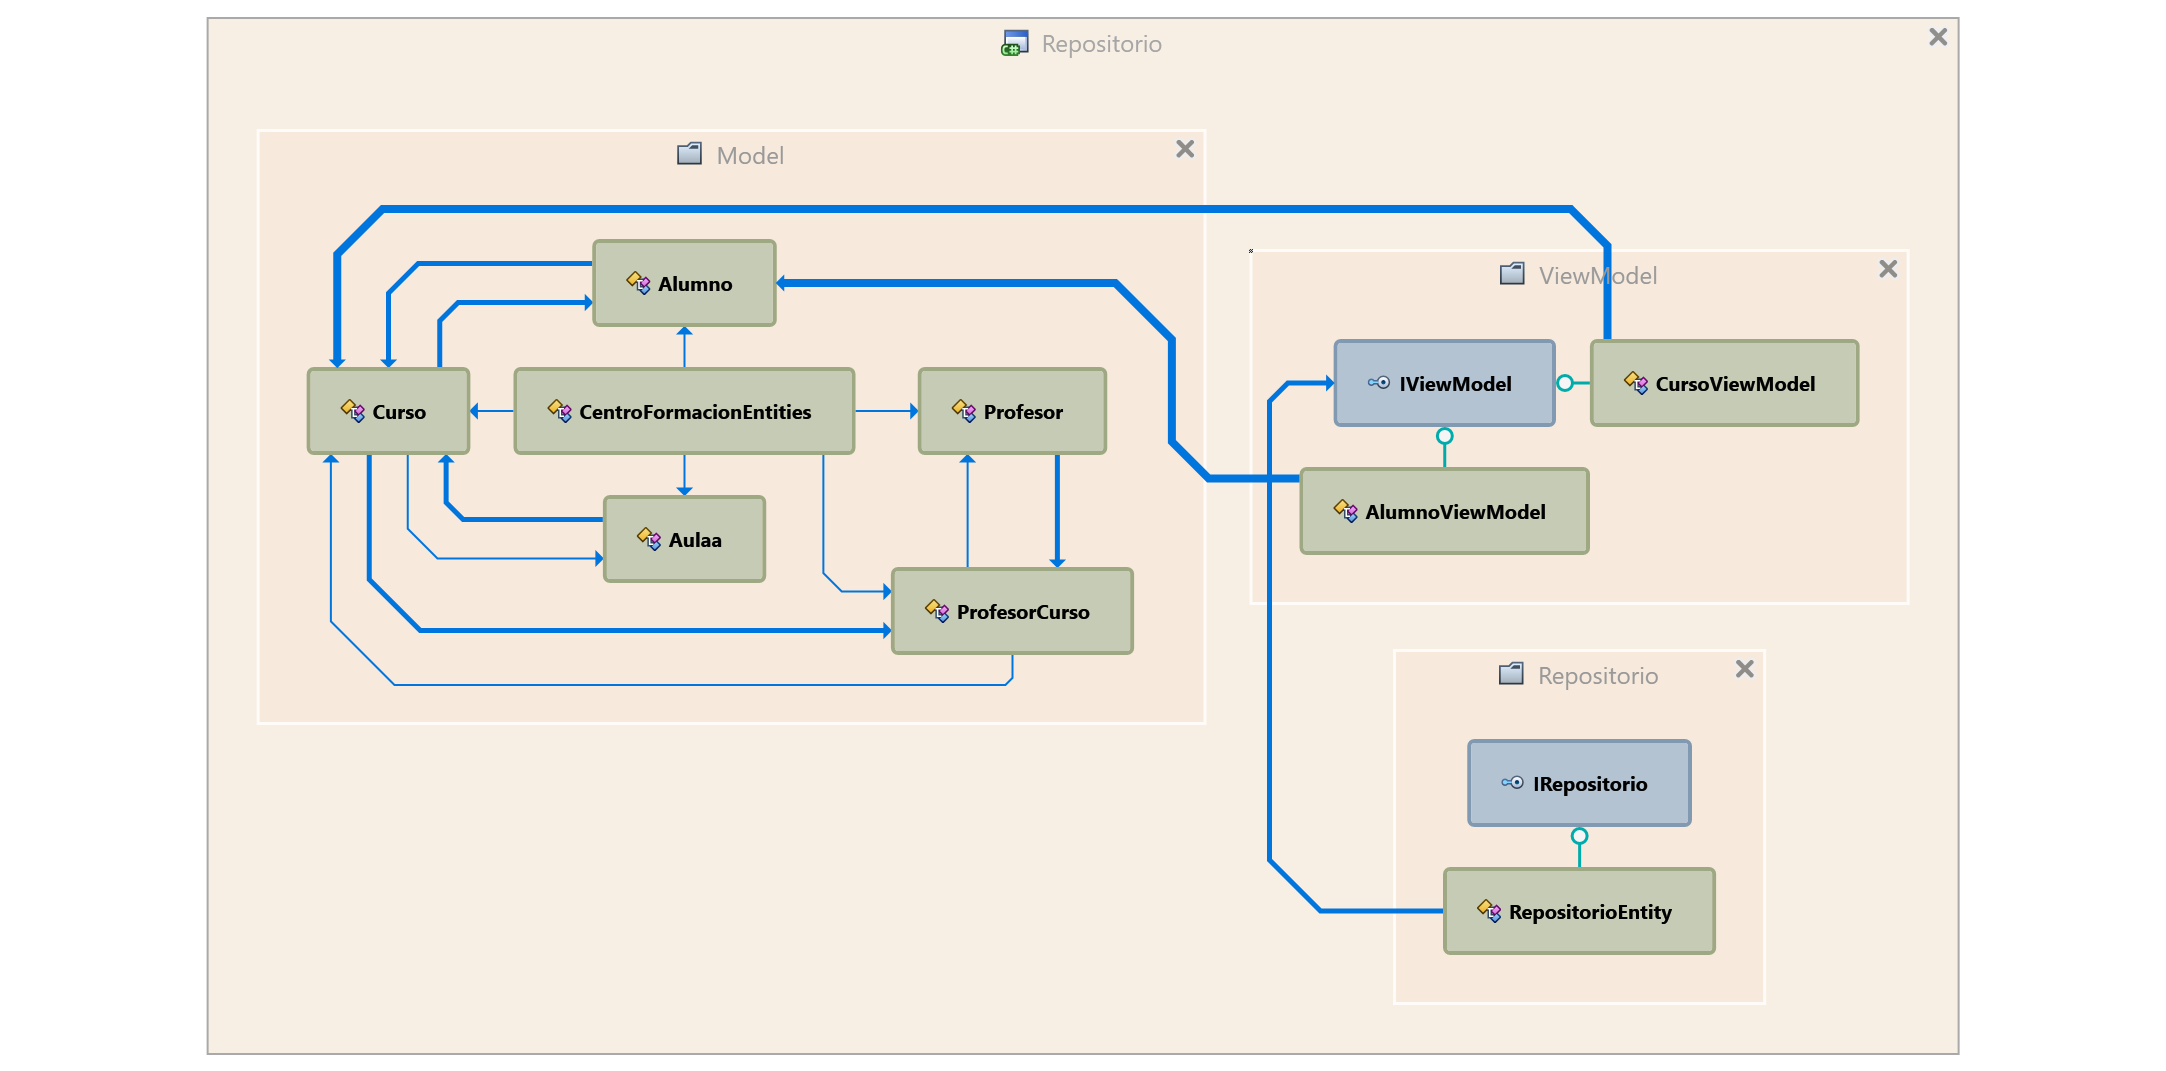 Repositorio
Model
Alumno
Curso
CentroFormacionEntities
Profesor
Aulaa
ProfesorCurso
ViewModel
IViewModel
CursoViewModel
AlumnoViewModel
Repositorio
IRepositorio
RepositorioEntity